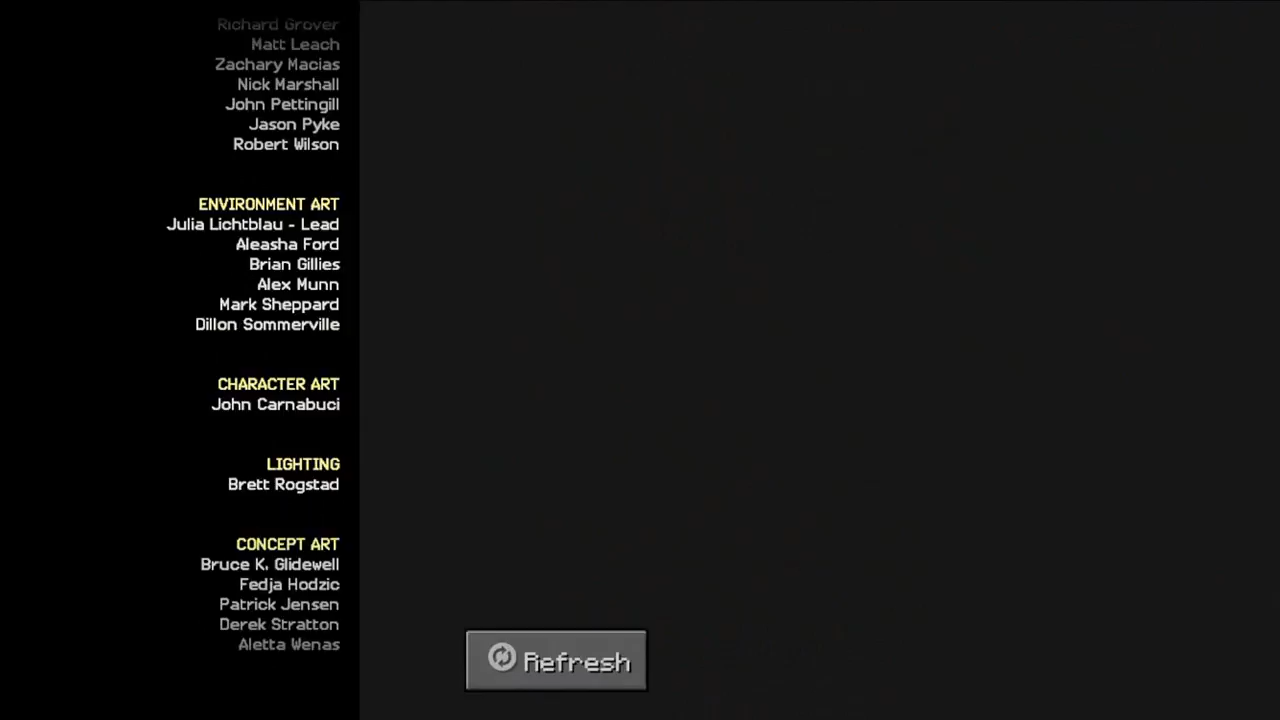 Richard Grover
Matt Leach
Zachary Macias
Nick Marshall
John Pettingill
Jason Pyke
Robert Wilson
ENVIRONMENT ART
Julia Lichtblau - Lead
Aleasha Ford
Brian Gillies
Alex Munn
Mark Sheppard
Dillon Sommerville
CHARACTER ART
John Carnabuci
LIGHTING
Brett Rogstad
CONCEPT ART
Bruce K. Glidewell
Fedja Hodzic
Patrick Jensen
Derek Stratton
Aletta Wenas
Refresh